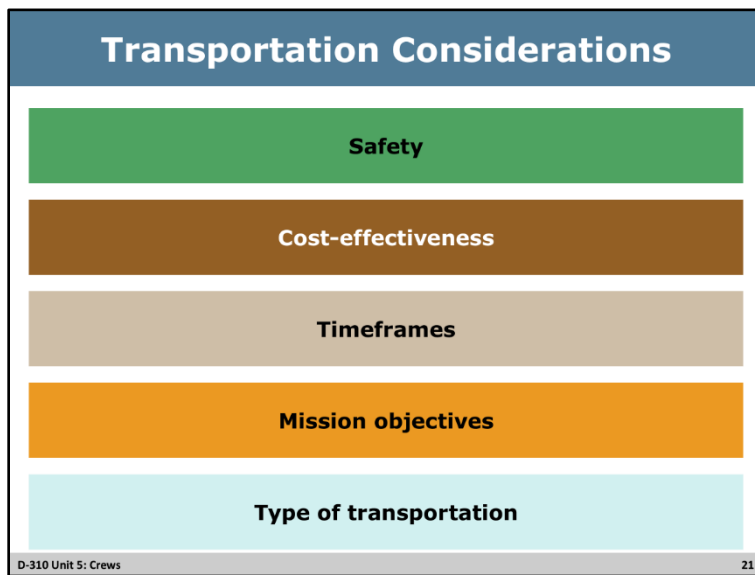 Transportation Considerations
Safety
Cost-effectiveness
Timeframes
Mission objectives
Type of transportation
D-310 Unit 5: Crews 21